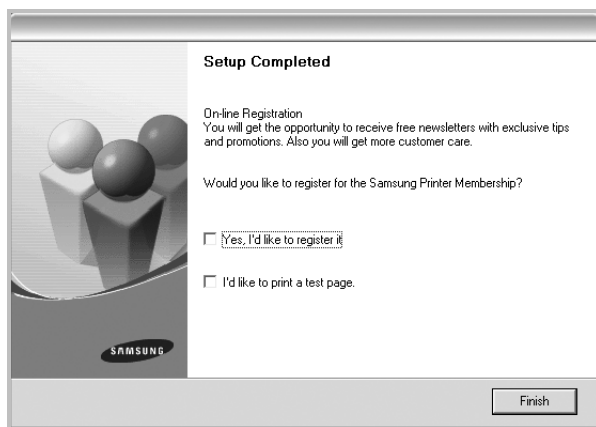 Setup Completed
On-line Registration
You will get the opportunity to receive free newsletters with exclusive tips
and promotions. Also you will get more customer care.
Would you like to register for the Samsung Printer Membership?
Yes, I'd like to register it
I'd like to print a test page.
SAMSUNG
Finish